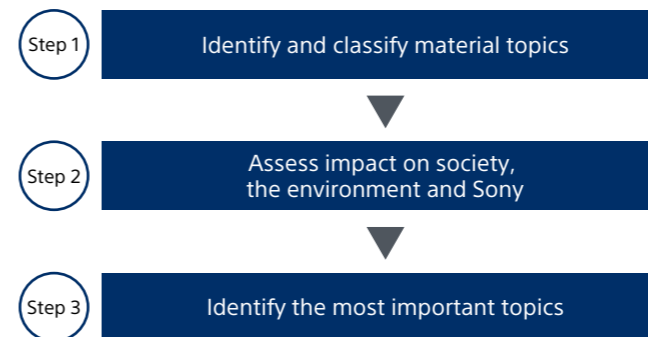 Step 1
Identify and classify material topics
Step 2
Assess impact on society,
the environment and Sony
Step 3
Identify the most important topics